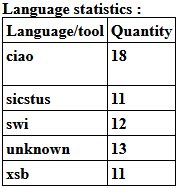 Language statistics :
Language/tool Quantity
ciao 18
sicstus 11
swi 12
unknown 13
xsb 11